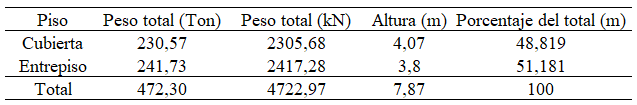 Piso Peso total (Ton) Peso total (kN) Altura (m) Porcentaje del total (m)
Cubierta 230,57 2305,68 4,07 48,819
Entrepiso 241,73 2417,28 3,8 51,181
Total 472,30 4722,97 7,87 100